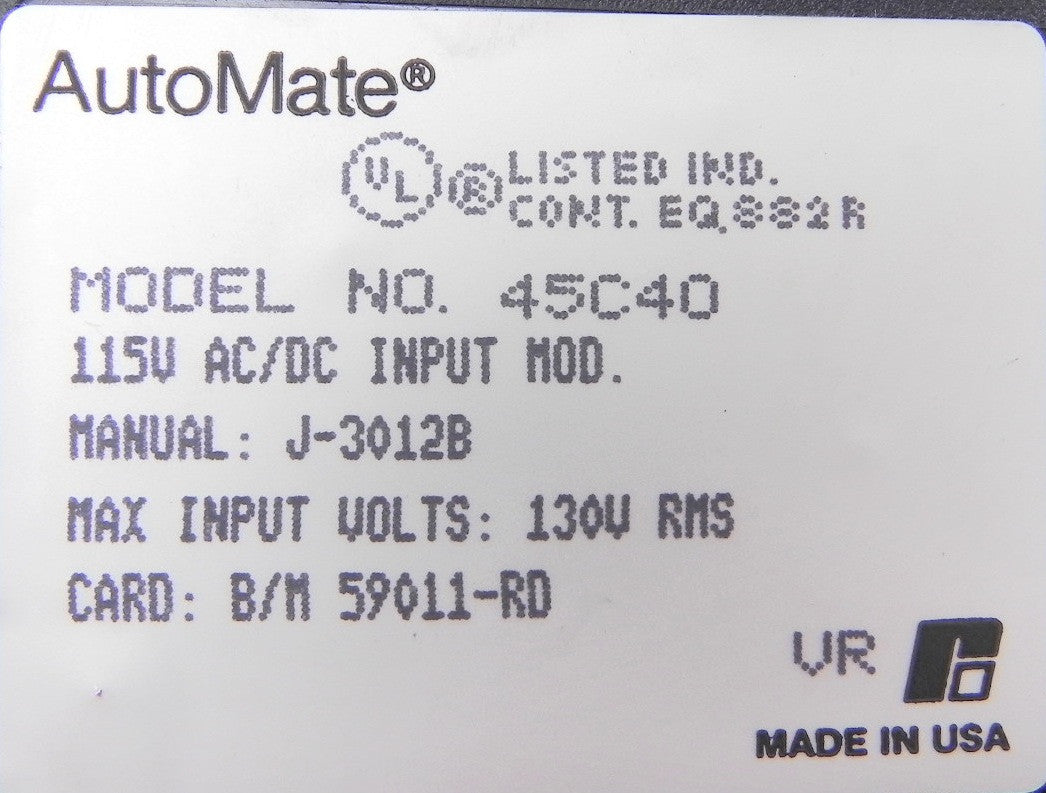 AutoMate®
UL ® LISTED IND.
CONT. EQ. 882R
MODEL NO. 45C40
115V AC/DC INPUT MOD.
MANUAL: J-3012B
MAX INPUT VOLTS: 130V RMS
CARD: B/M 59011-RD
VR
MADE IN USA